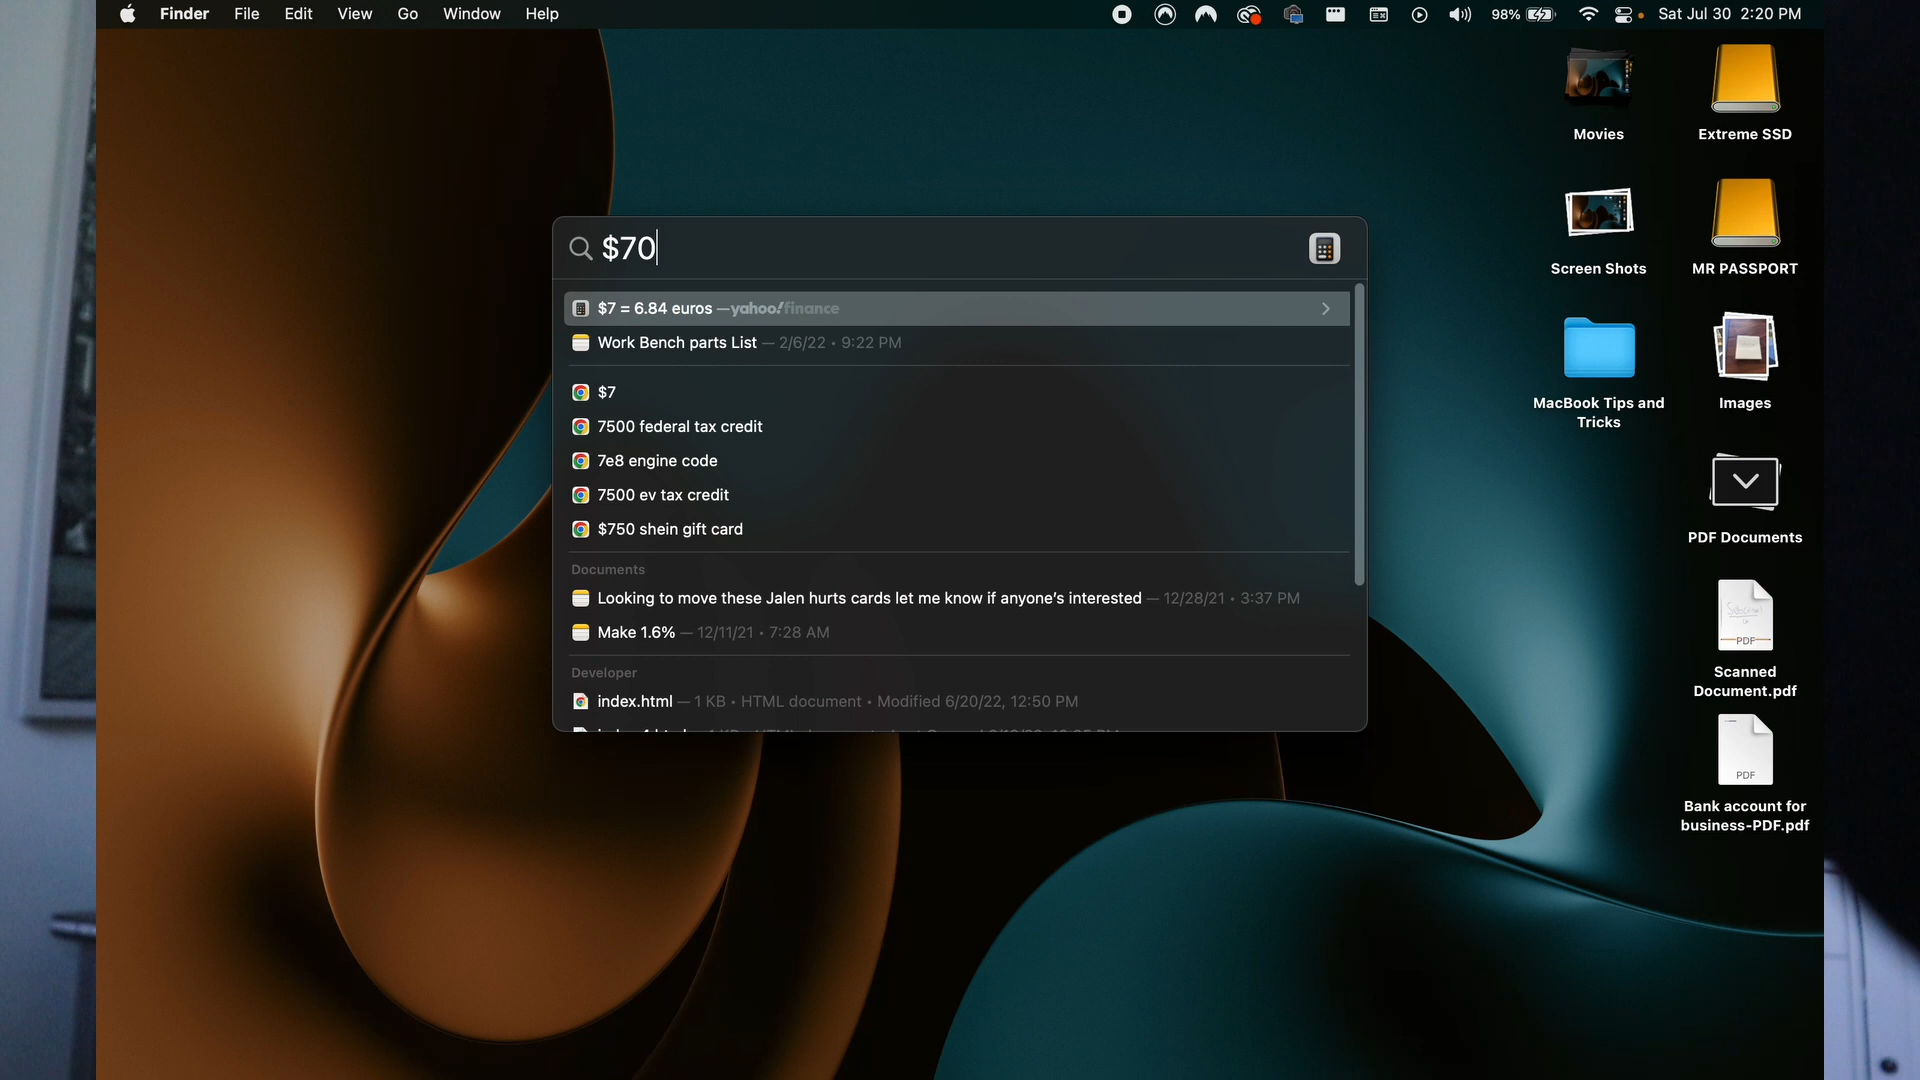 Finder File Edit View Go Window Help 98% Sat Jul 30 2:20 PM
Movies
Extreme SSD
Screen Shots
MR PASSPORT
MacBook Tips and
Tricks
Images
PDF Documents
PDF
Scanned
Document.pdf
PDF
Bank account for
business-PDF.pdf
$70
$7 = 6.84 euros —yahoo!finance
Work Bench parts List — 2/6/22 • 9:22 PM
$7
7500 federal tax credit
7e8 engine code
7500 ev tax credit
$750 shein gift card
Documents
Looking to move these Jalen hurts cards let me know if anyone's interested — 12/28/21 • 3:37 PM
Make 1.6% — 12/11/21 • 7:28 AM
Developer
index.html — 1 KB • HTML document • Modified 6/20/22, 12:50 PM